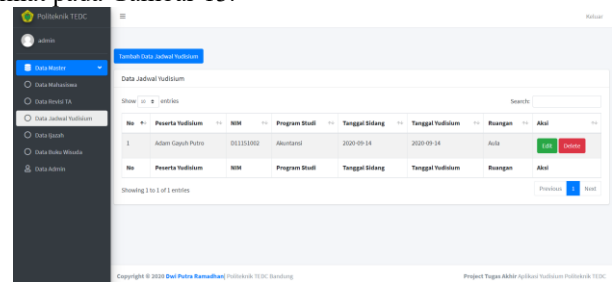 Politeknik TEDC
Keluar
admin
Data Master
Data Mahasiswa
Data Revisi TA
Data Jadwal Yudisium
Data Ijazah
Data Buku Wisuda
Data Admin
Tambah Data Jadwal Yudisium
Data Jadwal Yudisium
Show 10 entries
Search:
No Peserta Yudisium NIM Program Studi Tanggal Sidang Tanggal Yudisium Ruangan Aksi
1 Adam Gayuh Putro D11151002 Akuntansi 2020-09-14 2020-09-14 Aula Edit Delete
No Peserta Yudisium NIM Program Studi Tanggal Sidang Tanggal Yudisium Ruangan Aksi
Showing 1 to 1 of 1 entries
Previous 1 Next
Copyright © 2020 Dwi Putra Ramadhan| Politeknik TEDC Bandung
Project Tugas Akhir Aplikasi Yudisium Politeknik TEDC